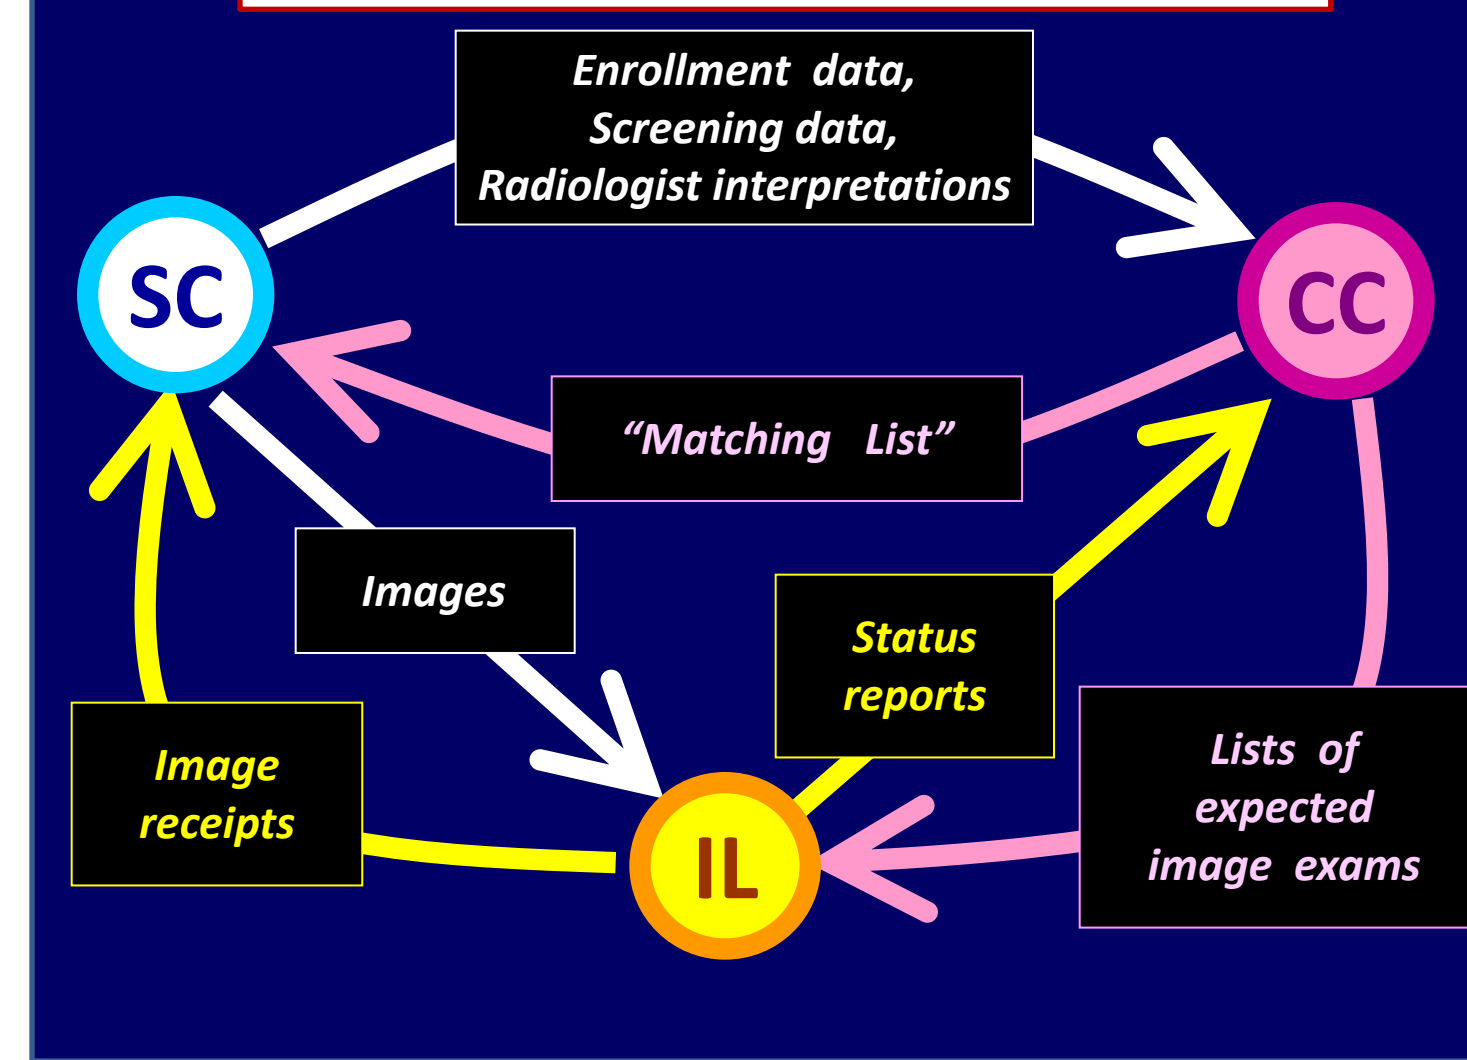 Enrollment data,
Screening data,
Radiologist interpretations
SC
CC
“Matching List”
Images
Status
reports
Image
receipts
Lists of
expected
image exams
IL